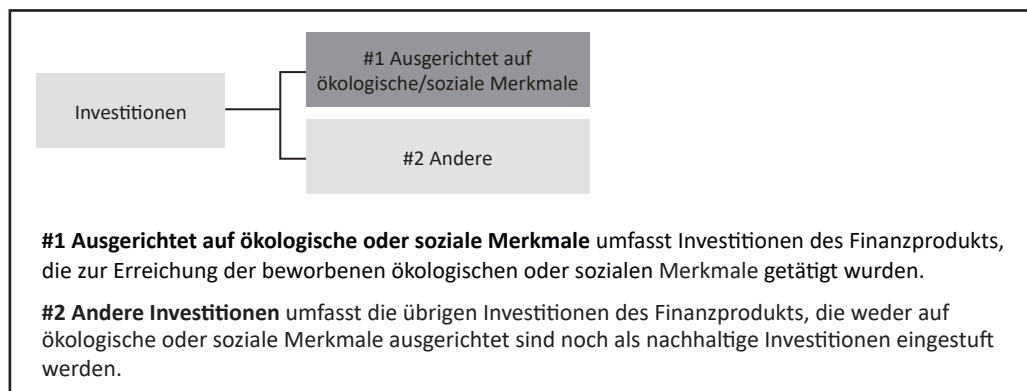 #1 Ausgerichtet auf
ökologische/soziale Merkmale
Investitionen
#2 Andere
#1 Ausgerichtet auf ökologische oder soziale Merkmale umfasst Investitionen des Finanzprodukts,
die zur Erreichung der beworbenen ökologischen oder sozialen Merkmale getätigt wurden.
#2 Andere Investitionen umfasst die übrigen Investitionen des Finanzprodukts, die weder auf
ökologische oder soziale Merkmale ausgerichtet sind noch als nachhaltige Investitionen eingestuft
werden.